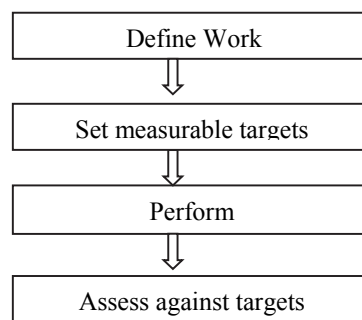 Define Work
Set measurable targets
Perform
Assess against targets